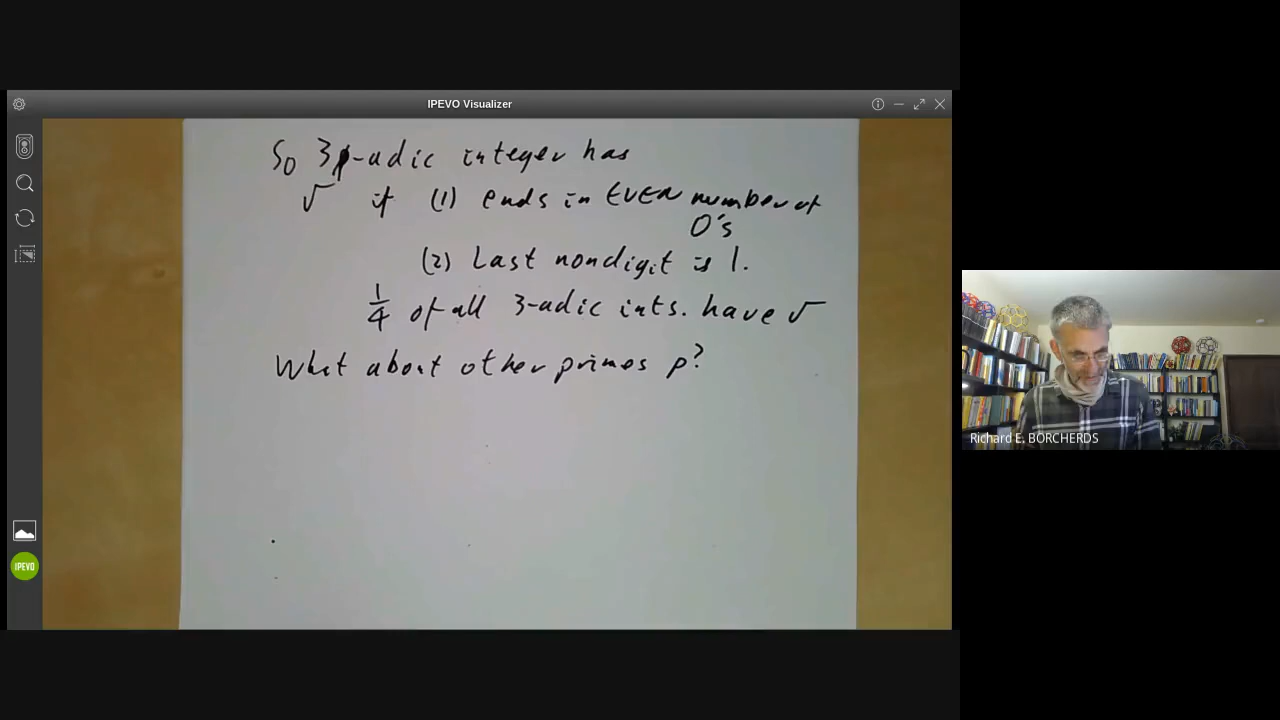 IPEVO Visualizer
So 3-adic integer has
√ if (1) ends in EVEN number of
0's
(2) Last nondigit is 1.
1/4 of all 3-adic ints. have √
What about other primes p?
IPEVO
Richard E. BORCHERDS